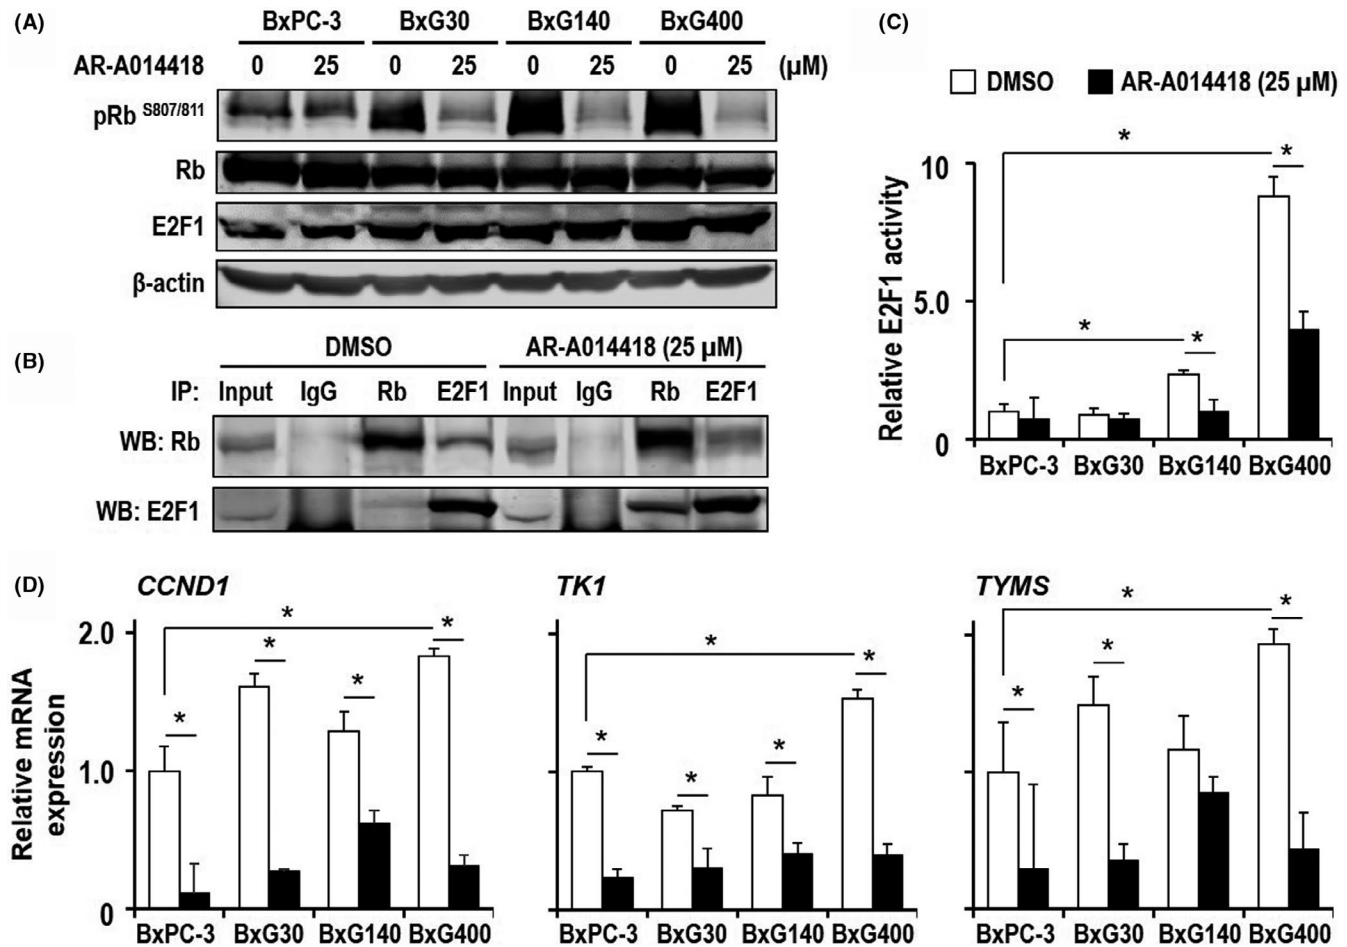 (A)
BxPC-3 BxG30 BxG140 BxG400
AR-A014418 0 25 0 25 0 25 0 25 (μM)
pRb S807/811
Rb
E2F1
β-actin
(B)
DMSO AR-A014418 (25 μM)
IP: Input IgG Rb E2F1 Input IgG Rb E2F1
WB: Rb
WB: E2F1
(C)
DMSO AR-A014418 (25 μM)
* *
* *
Relative E2F1 activity
10
5.0
0
BxPC-3 BxG30 BxG140 BxG400
(D)
CCND1
* * * * *
Relative mRNA
expression
2.0
1.0
0
BxPC-3 BxG30 BxG140 BxG400
TK1
* * * * *
BxPC-3 BxG30 BxG140 BxG400
TYMS
* * * *
BxPC-3 BxG30 BxG140 BxG400